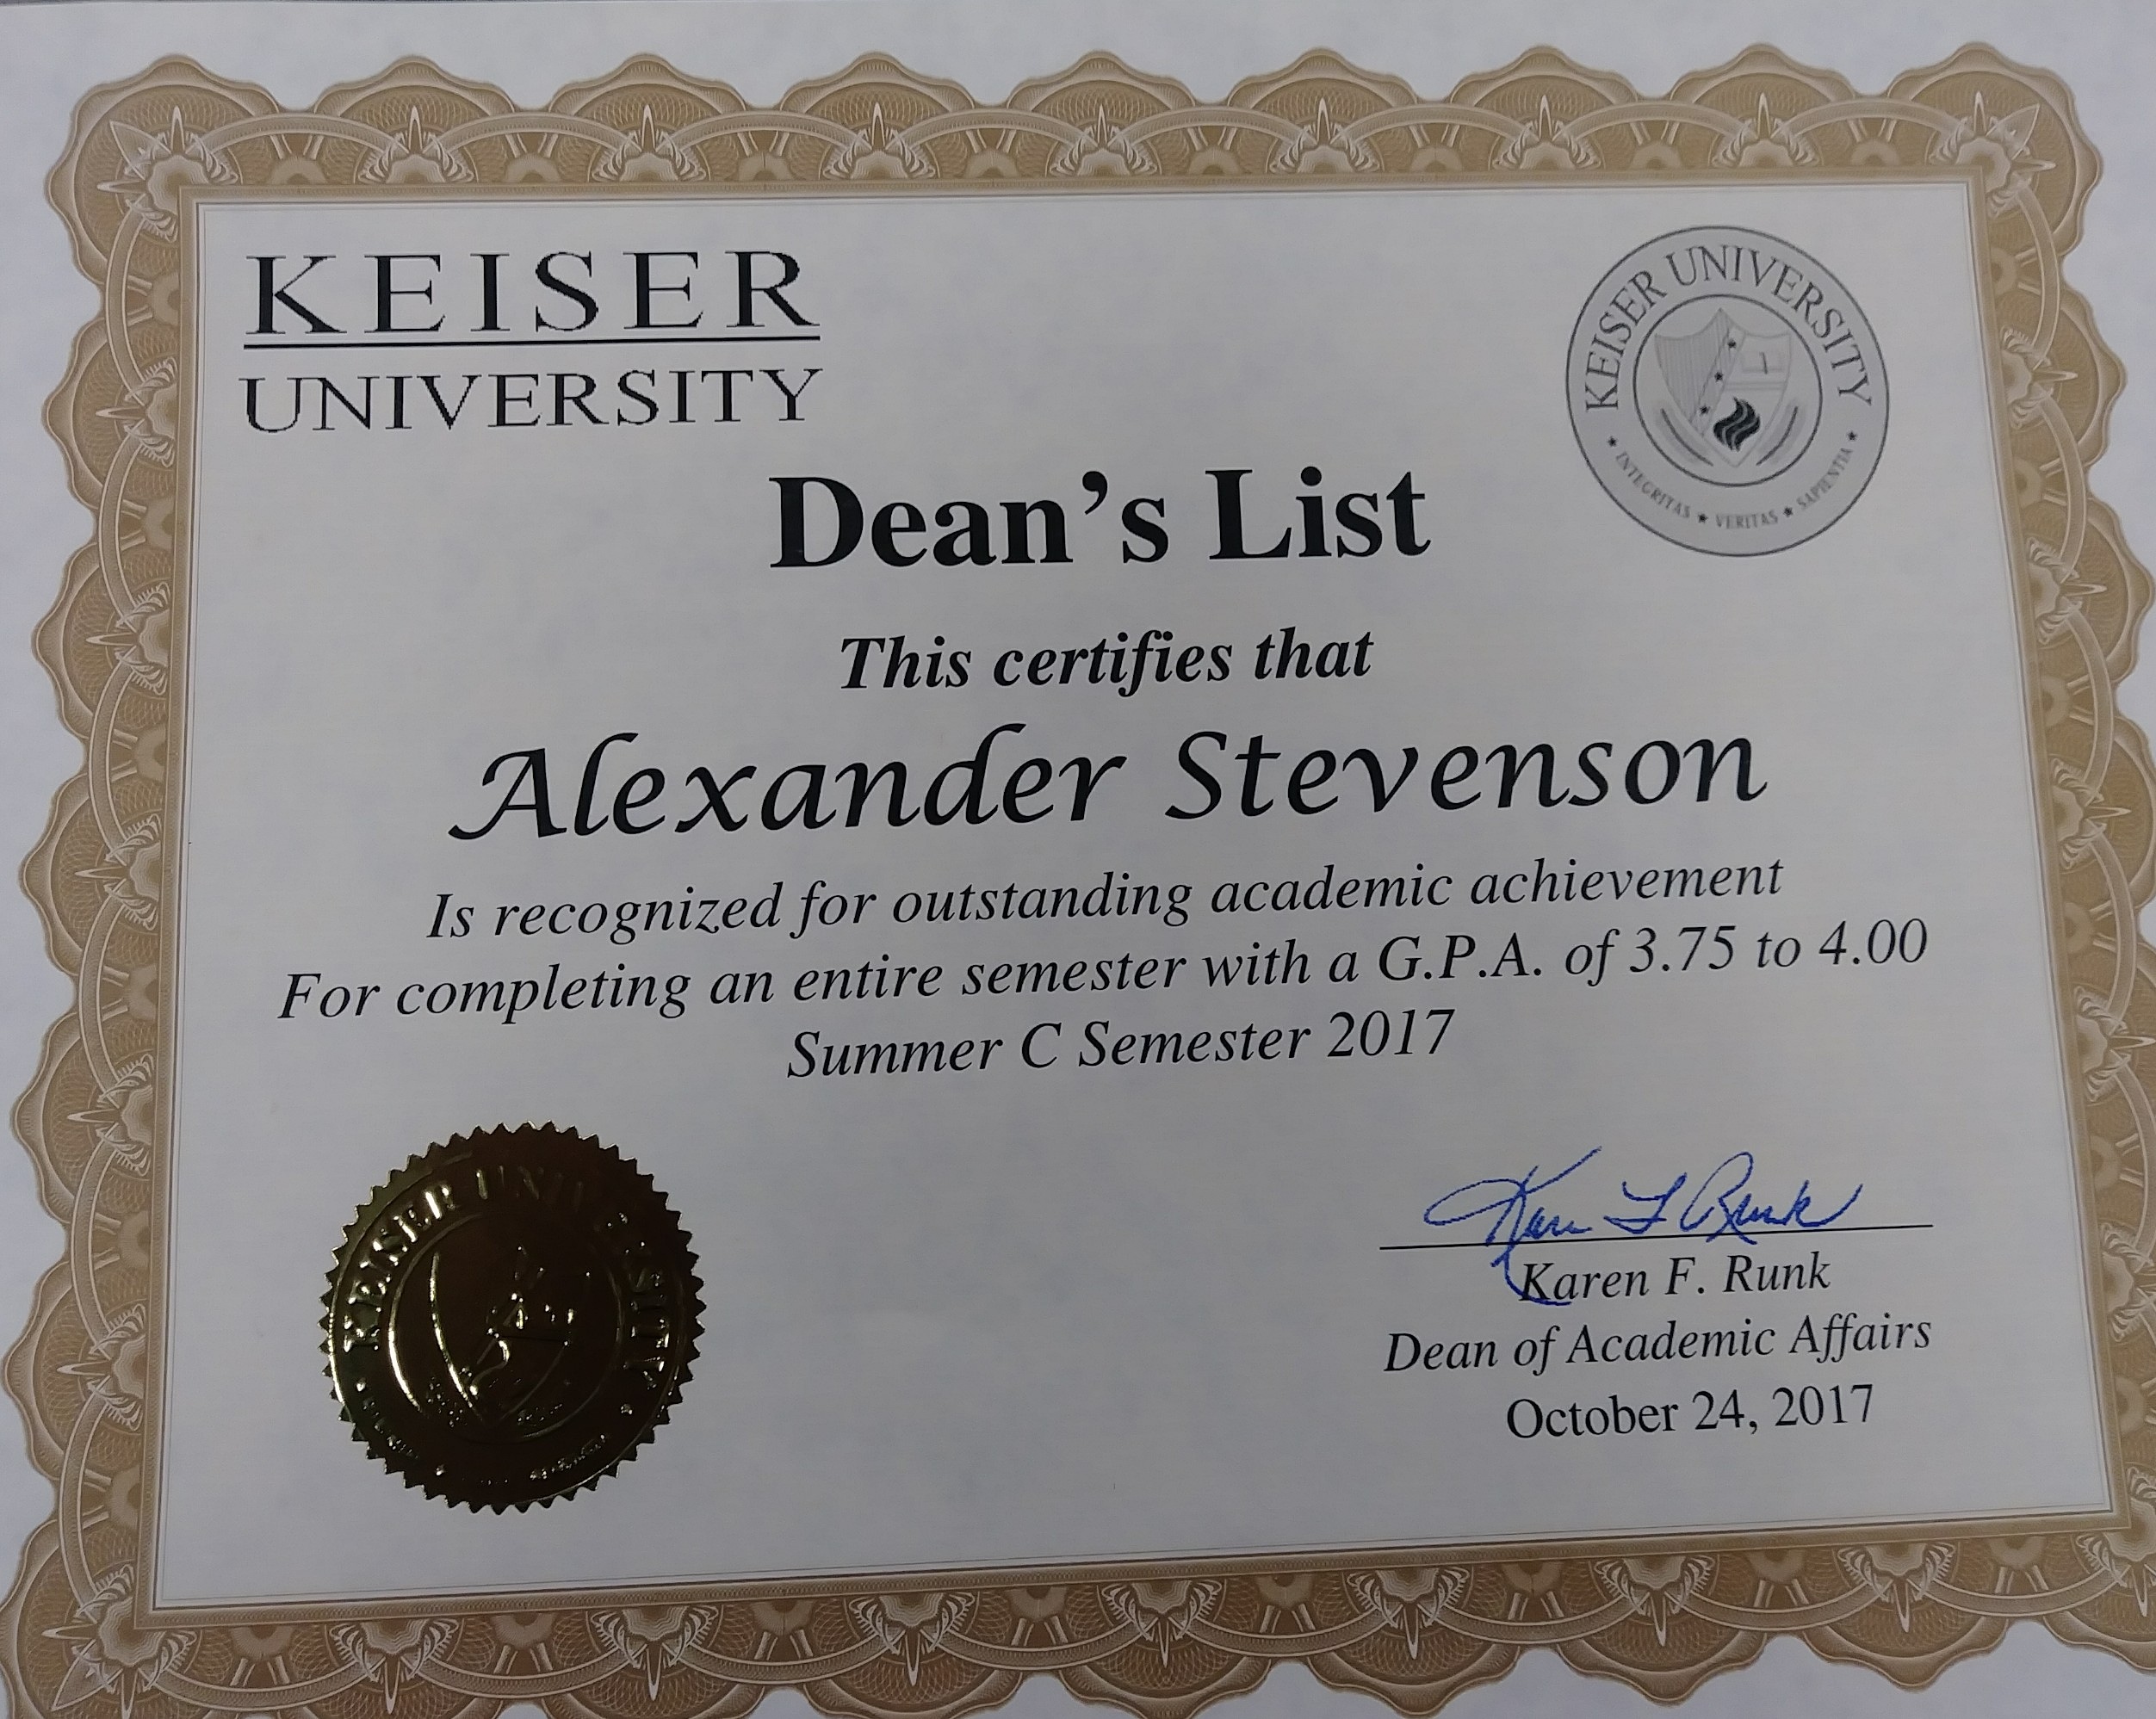 KEISER
UNIVERSITY
KEISER UNIVERSITY
INTEGRITAS ★ VERITAS ★ SAPIENTIA
Dean's List
This certifies that
Alexander Stevenson
Is recognized for outstanding academic achievement
For completing an entire semester with a G.P.A. of 3.75 to 4.00
Summer C Semester 2017
KEISER UNIVERSITY
Karen F Runk
Karen F. Runk
Dean of Academic Affairs
October 24, 2017